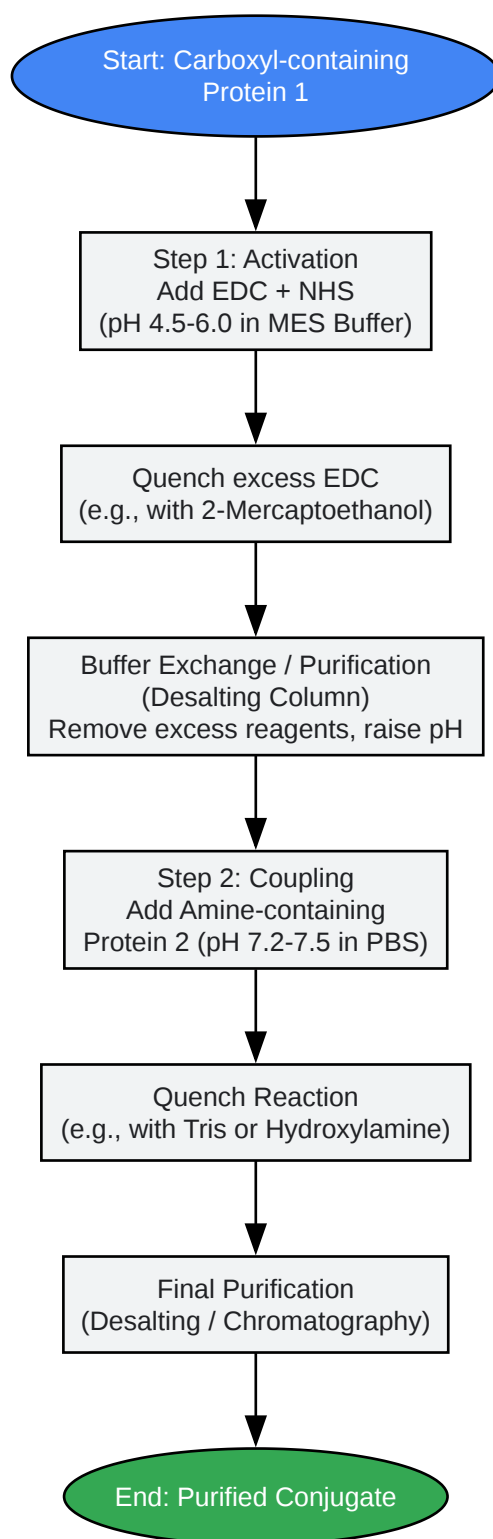 Start: Carboxyl-containing
Protein 1
Step 1: Activation
Add EDC + NHS
(pH 4.5-6.0 in MES Buffer)
Quench excess EDC
(e.g., with 2-Mercaptoethanol)
Buffer Exchange / Purification
(Desalting Column)
Remove excess reagents, raise pH
Step 2: Coupling
Add Amine-containing
Protein 2 (pH 7.2-7.5 in PBS)
Quench Reaction
(e.g., with Tris or Hydroxylamine)
Final Purification
(Desalting / Chromatography)
End: Purified Conjugate